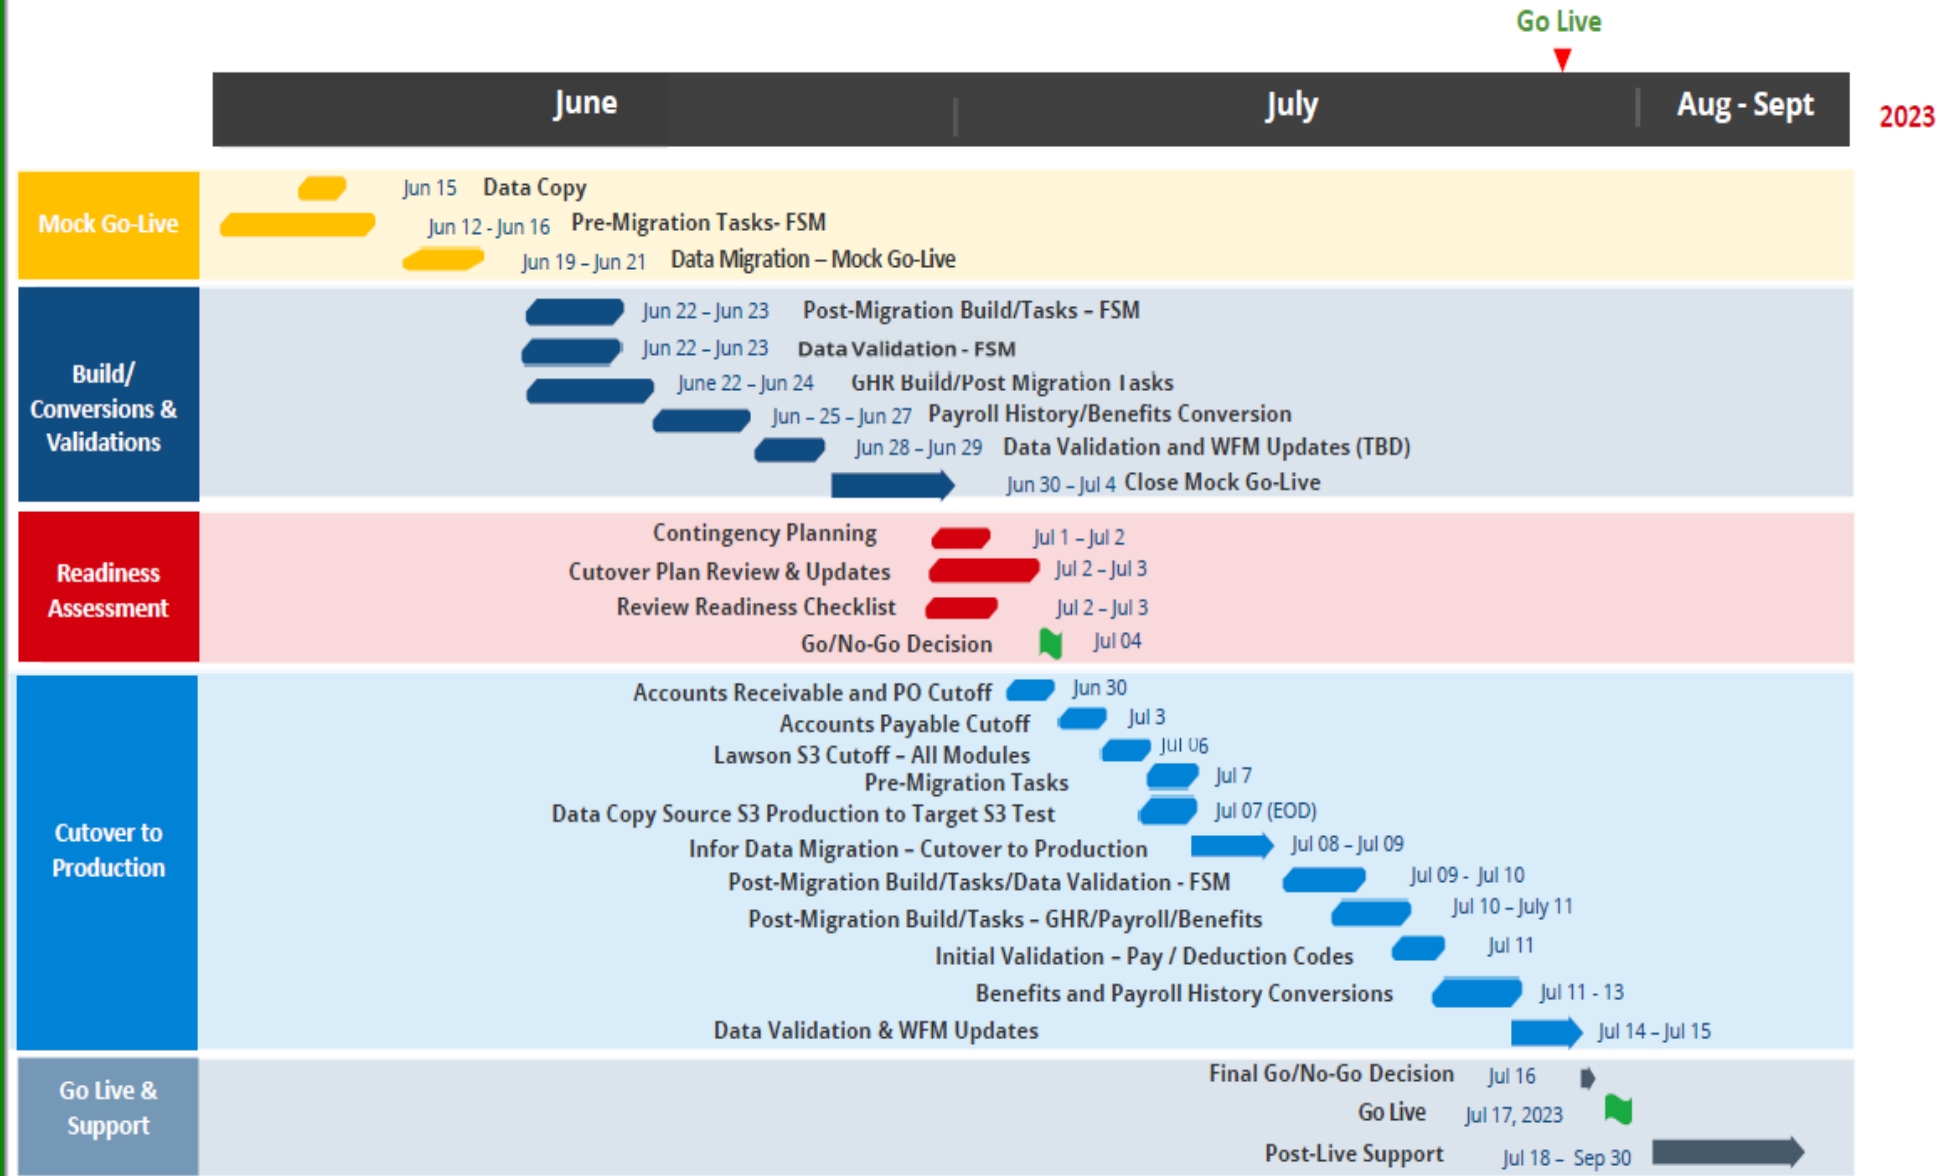 Go Live
June
July
Aug - Sept
2023
Mock Go-Live
Jun 15 Data Copy
Jun 12 - Jun 16 Pre-Migration Tasks- FSM
Jun 19 – Jun 21 Data Migration – Mock Go-Live
Build/
Conversions &
Validations
Jun 22 – Jun 23 Post-Migration Build/Tasks – FSM
Jun 22 – Jun 23 Data Validation - FSM
June 22 – Jun 24 GHR Build/Post Migration Tasks
Jun – 25 – Jun 27 Payroll History/Benefits Conversion
Jun 28 – Jun 29 Data Validation and WFM Updates (TBD)
Jun 30 – Jul 4 Close Mock Go-Live
Readiness
Assessment
Contingency Planning Jul 1 – Jul 2
Cutover Plan Review & Updates Jul 2 – Jul 3
Review Readiness Checklist Jul 2 – Jul 3
Go/No-Go Decision Jul 04
Cutover to
Production
Accounts Receivable and PO Cutoff Jun 30
Accounts Payable Cutoff Jul 3
Lawson S3 Cutoff – All Modules Jul 06
Pre-Migration Tasks Jul 7
Data Copy Source S3 Production to Target S3 Test Jul 07 (EOD)
Infor Data Migration – Cutover to Production Jul 08 – Jul 09
Post-Migration Build/Tasks/Data Validation - FSM Jul 09 - Jul 10
Post-Migration Build/Tasks – GHR/Payroll/Benefits Jul 10 – July 11
Initial Validation – Pay / Deduction Codes Jul 11
Benefits and Payroll History Conversions Jul 11 - 13
Data Validation & WFM Updates Jul 14 – Jul 15
Go Live &
Support
Final Go/No-Go Decision Jul 16
Go Live Jul 17, 2023
Post-Live Support Jul 18 – Sep 30